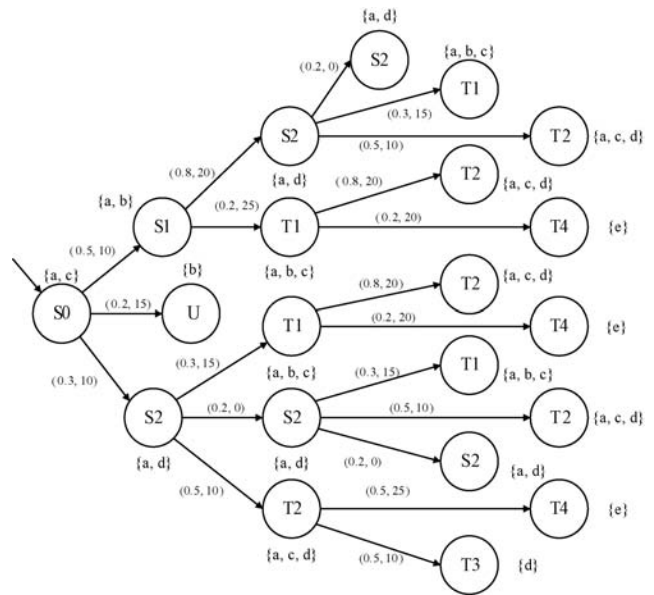 {a, d}
S2
{a, b, c}
T1
(0.2, 0)
(0.3, 15)
S2
(0.5, 10)
T2
{a, c, d}
(0.8, 20)
{a, d}
(0.8, 20)
T2
{a, c, d}
{a, b}
S1
(0.2, 25)
T1
(0.2, 20)
T4
{e}
(0.5, 10)
{a, b, c}
{a, c}
{b}
S0
(0.2, 15)
U
(0.8, 20)
T2
{a, c, d}
T1
(0.2, 20)
T4
{e}
(0.3, 10)
(0.3, 15)
{a, b, c}
(0.3, 15)
T1
{a, b, c}
S2
(0.2, 0)
S2
(0.5, 10)
T2
{a, c, d}
{a, d}
{a, d}
(0.2, 0)
S2
{a, d}
(0.5, 10)
T2
(0.5, 25)
T4
{e}
{a, c, d}
(0.5, 10)
T3
{d}